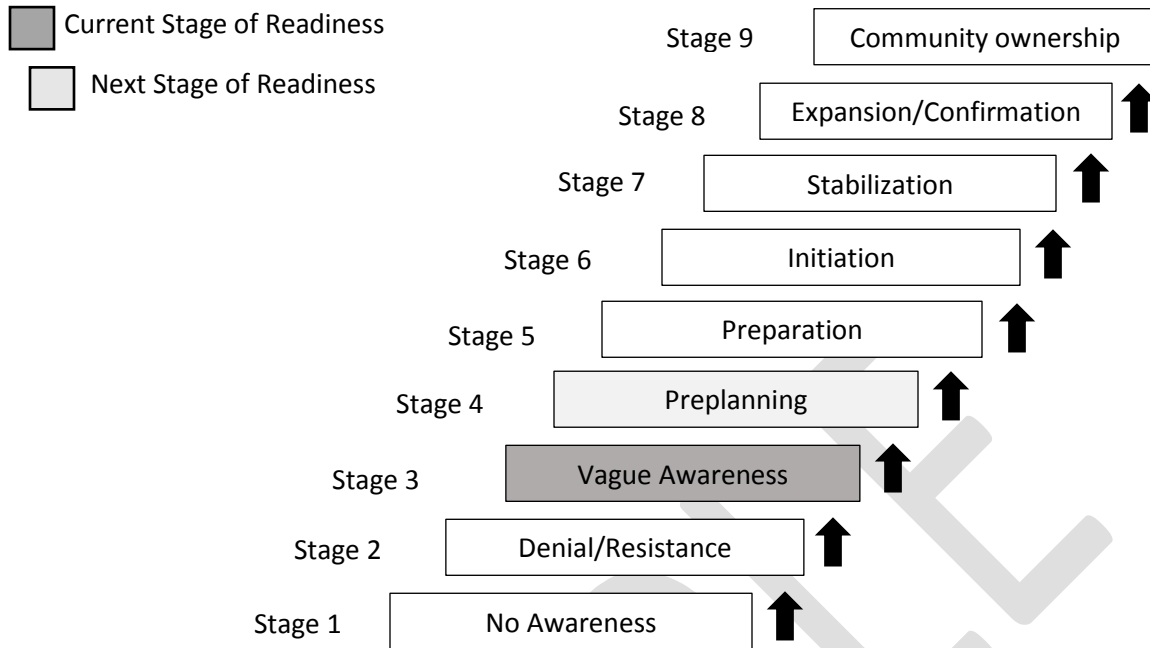 Current Stage of Readiness
Next Stage of Readiness
Stage 9 Community ownership
Stage 8 Expansion/Confirmation
Stage 7 Stabilization
Stage 6 Initiation
Stage 5 Preparation
Stage 4 Preplanning
Stage 3 Vague Awareness
Stage 2 Denial/Resistance
Stage 1 No Awareness